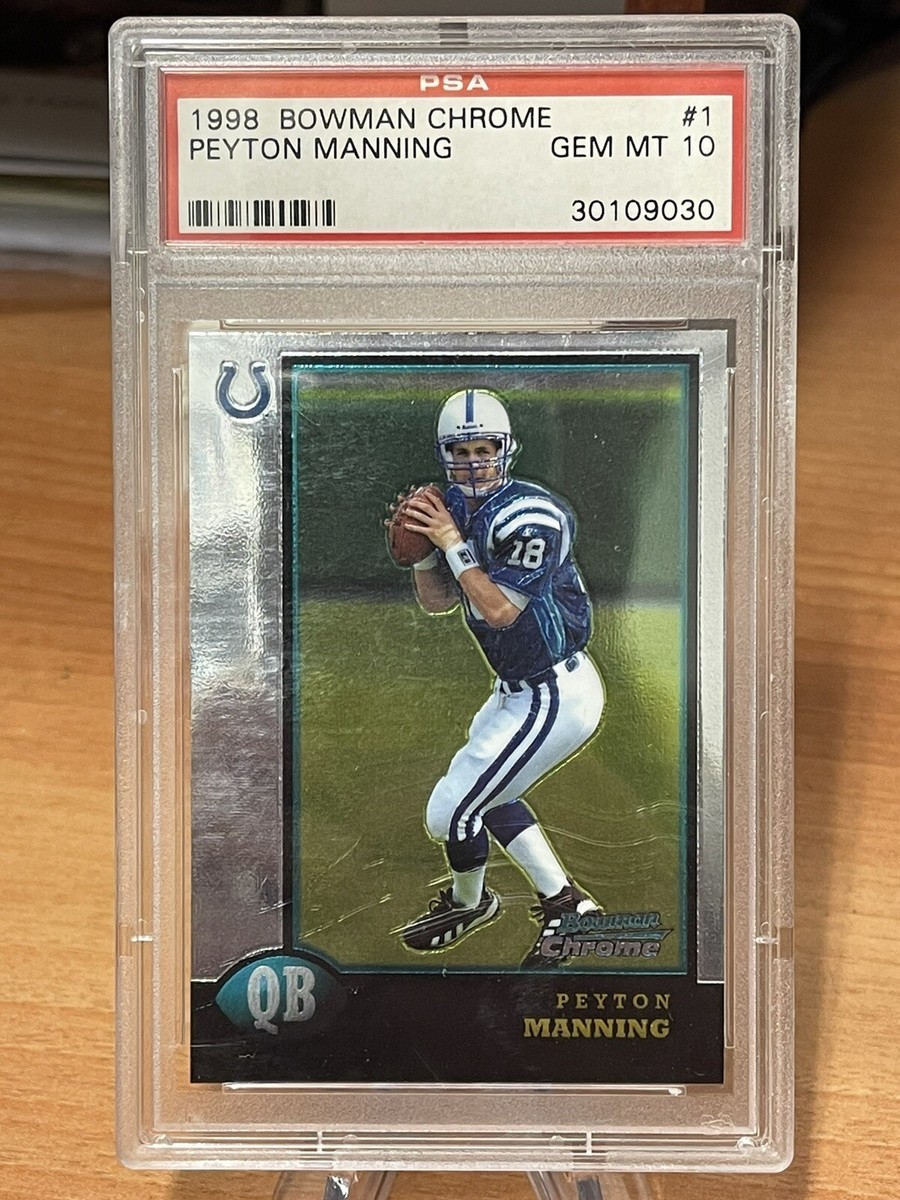 PSA
1998 BOWMAN CHROME #1
PEYTON MANNING GEM MT 10
30109030
18
Bowman
Chrome
QB
PEYTON
MANNING